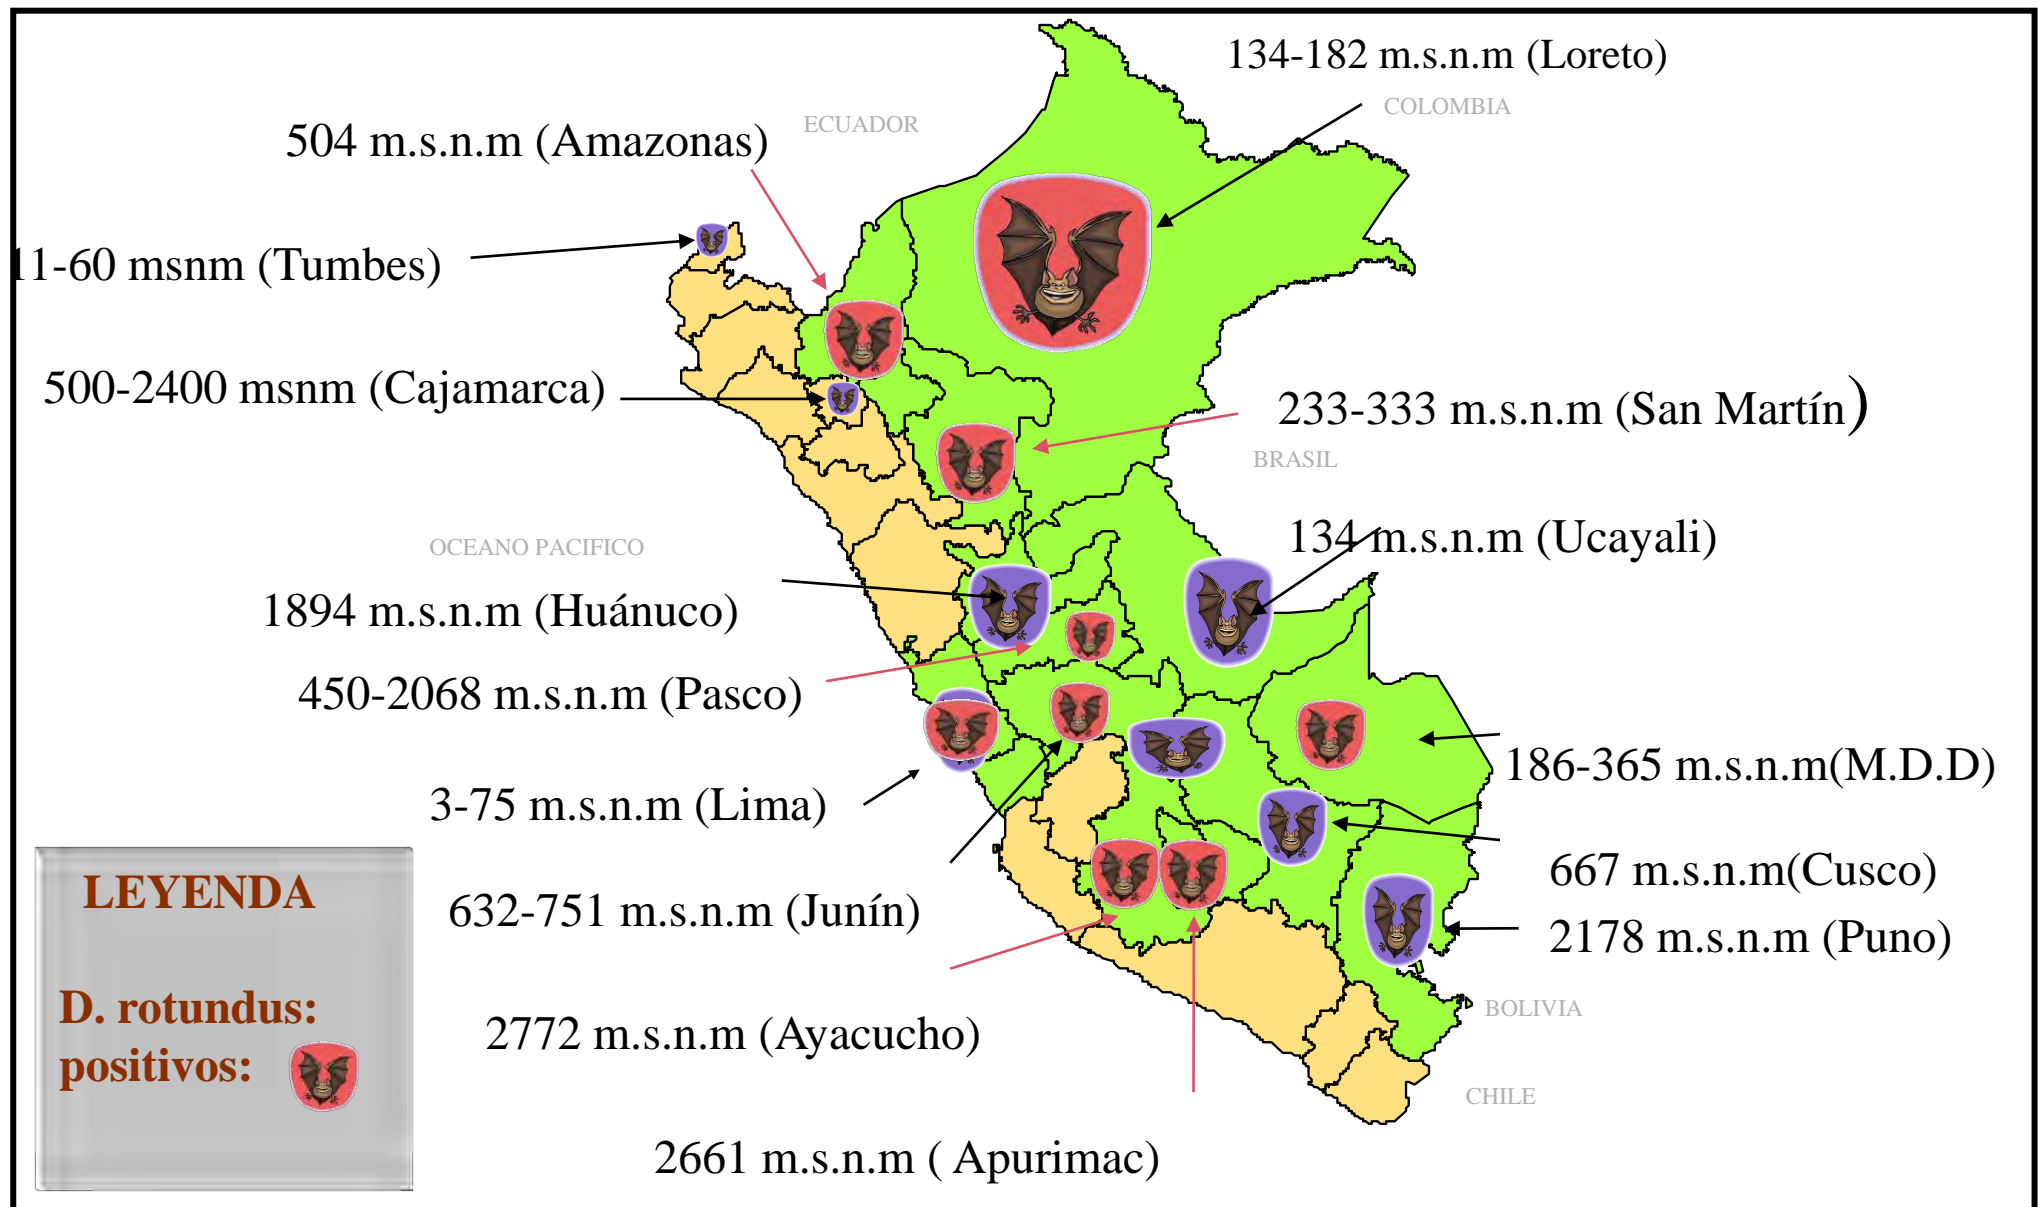 134-182 m.s.n.m (Loreto)
COLOMBIA
ECUADOR
504 m.s.n.m (Amazonas)
11-60 msnm (Tumbes)
500-2400 msnm (Cajamarca)
233-333 m.s.n.m (San Martín)
BRASIL
OCEANO PACIFICO
134 m.s.n.m (Ucayali)
1894 m.s.n.m (Huánuco)
450-2068 m.s.n.m (Pasco)
186-365 m.s.n.m(M.D.D)
3-75 m.s.n.m (Lima)
667 m.s.n.m(Cusco)
632-751 m.s.n.m (Junín)
2178 m.s.n.m (Puno)
BOLIVIA
2772 m.s.n.m (Ayacucho)
CHILE
2661 m.s.n.m ( Apurimac)
LEYENDA
D. rotundus:
positivos: